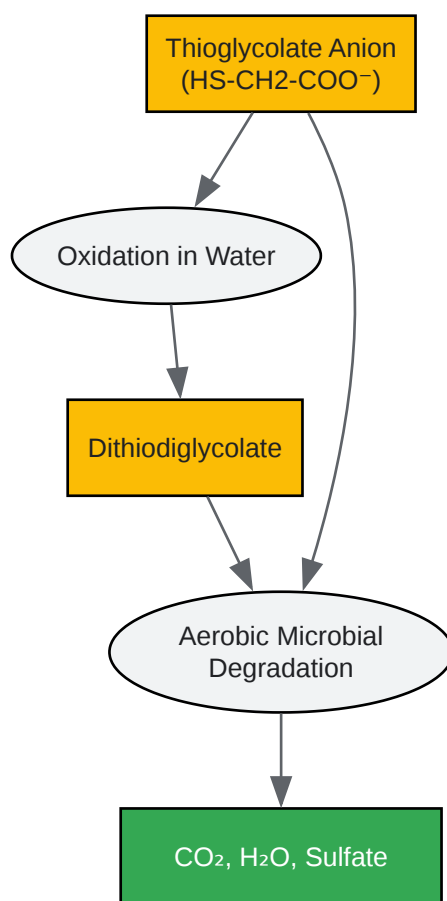 Thioglycolate Anion
(HS-CH2-COO⁻)
Oxidation in Water
Dithiodiglycolate
Aerobic Microbial
Degradation
CO₂, H₂O, Sulfate